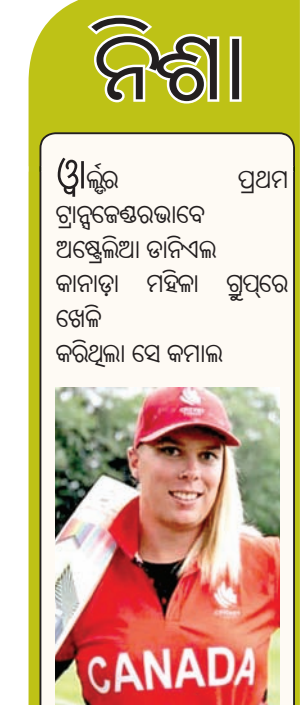 ନିଶା
ୱାର୍ଲ୍ଡର ପ୍ରଥମ
ଟ୍ରାନ୍ସଜେଣ୍ଡରଭାବେ
ଅଷ୍ଟ୍ରେଲିଆ ଡାନିଏଲ
କାନାଡ଼ା ମହିଳା ଗ୍ରୁପ୍‌ରେ
ଖେଳି
କରିଥିଲା ସେ କମାଲ
CANADA